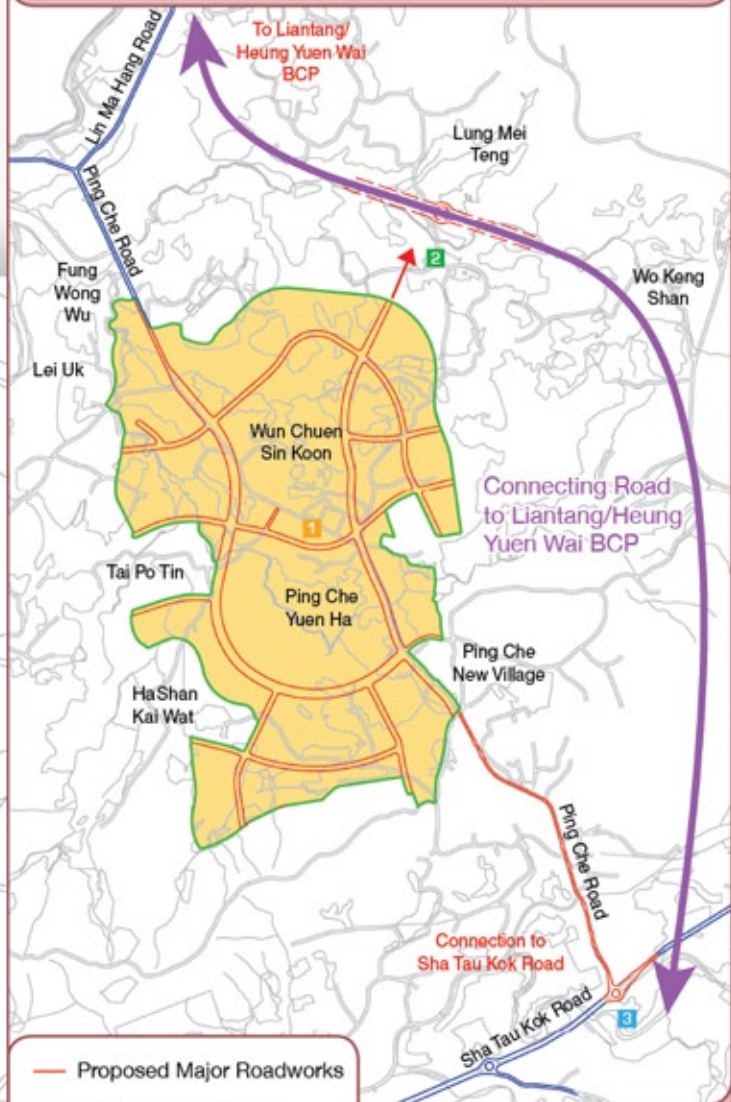 To Liantang/
Heung Yuen Wai
BCP
Lin Ma Hang Road
Lung Mei
Teng
Ping Che Road
2
Fung
Wong
Wu
Wo Keng
Shan
Lei Uk
Wun Chuen
Sin Koon
Connecting Road
to Liantang/Heung
Yuen Wai BCP
1
Tai Po Tin
Ping Che
Yuen Ha
Ping Che
New Village
Ha Shan
Kai Wat
Ping Che Road
Connection to
Sha Tau Kok Road
Sha Tau Kok Road
3
Proposed Major Roadworks